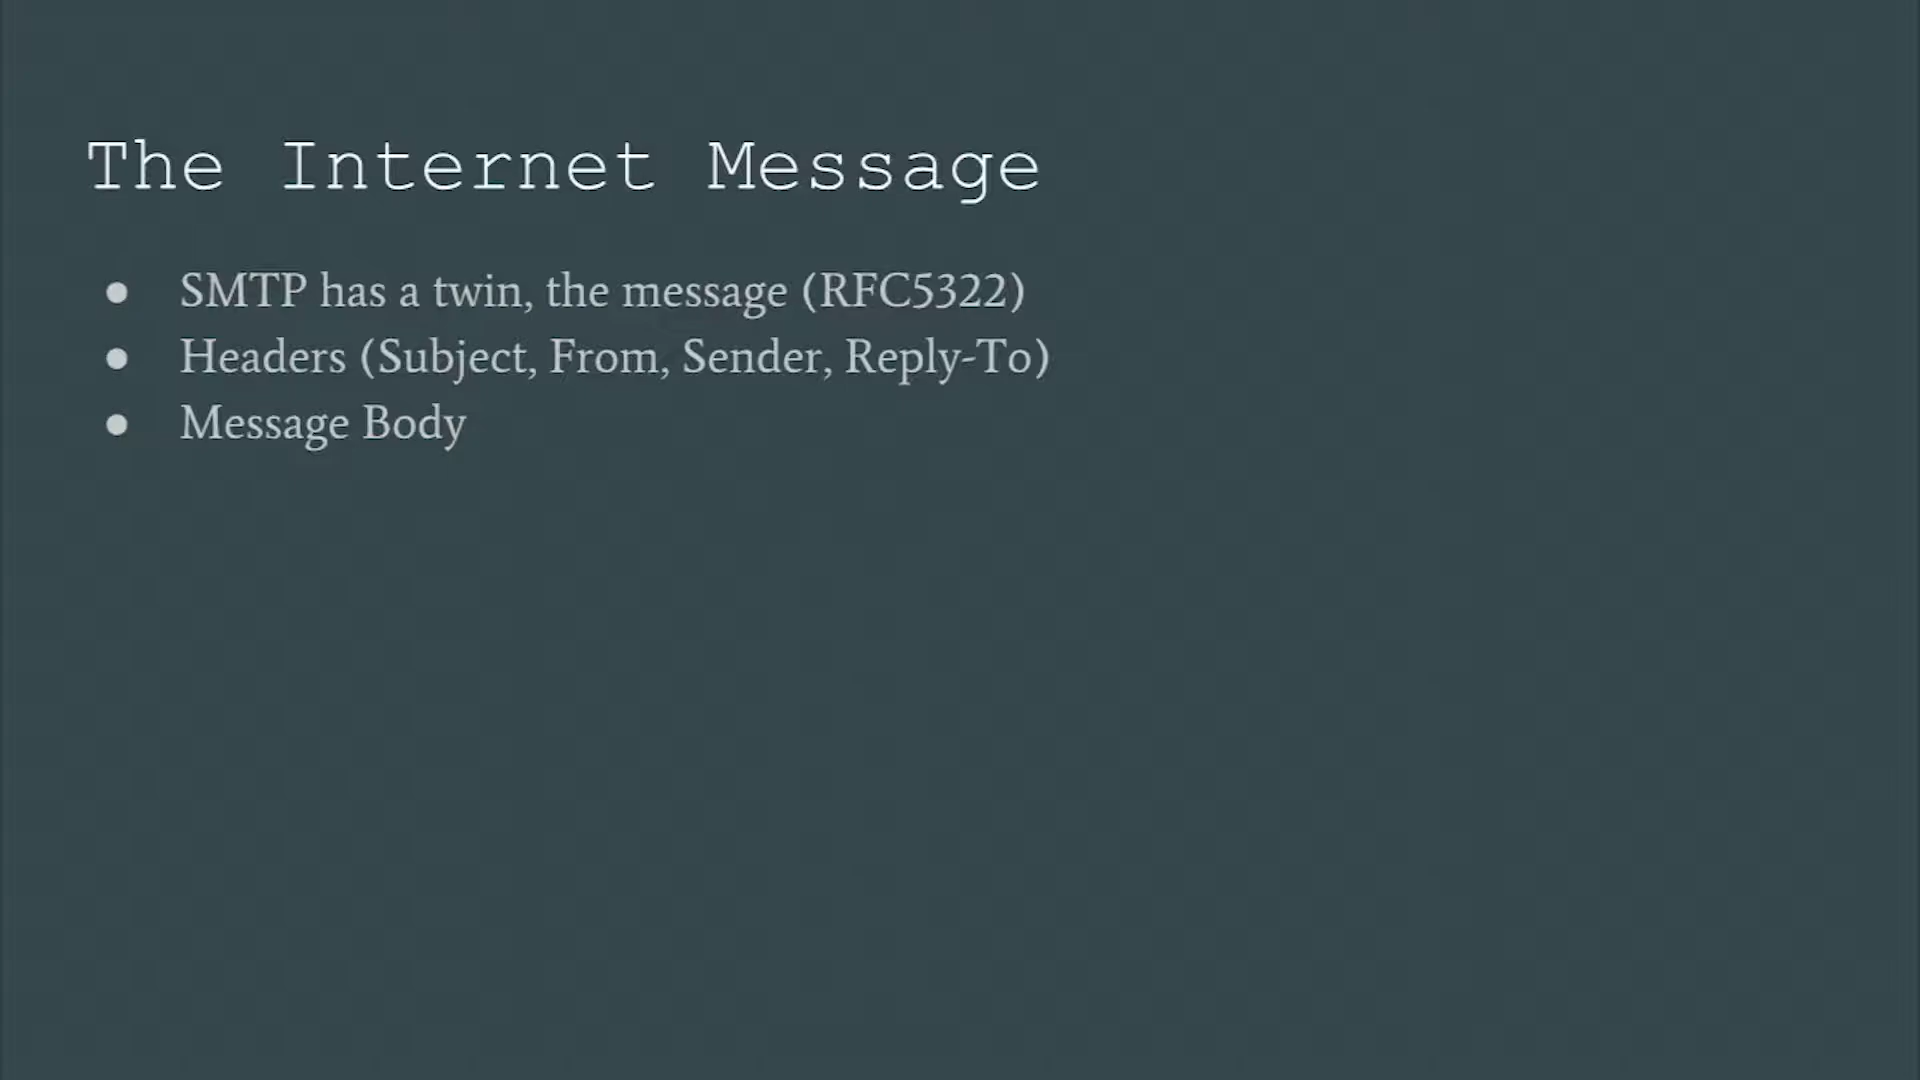 The Internet Message
● SMTP has a twin, the message (RFC5322)
● Headers (Subject, From, Sender, Reply-To)
● Message Body